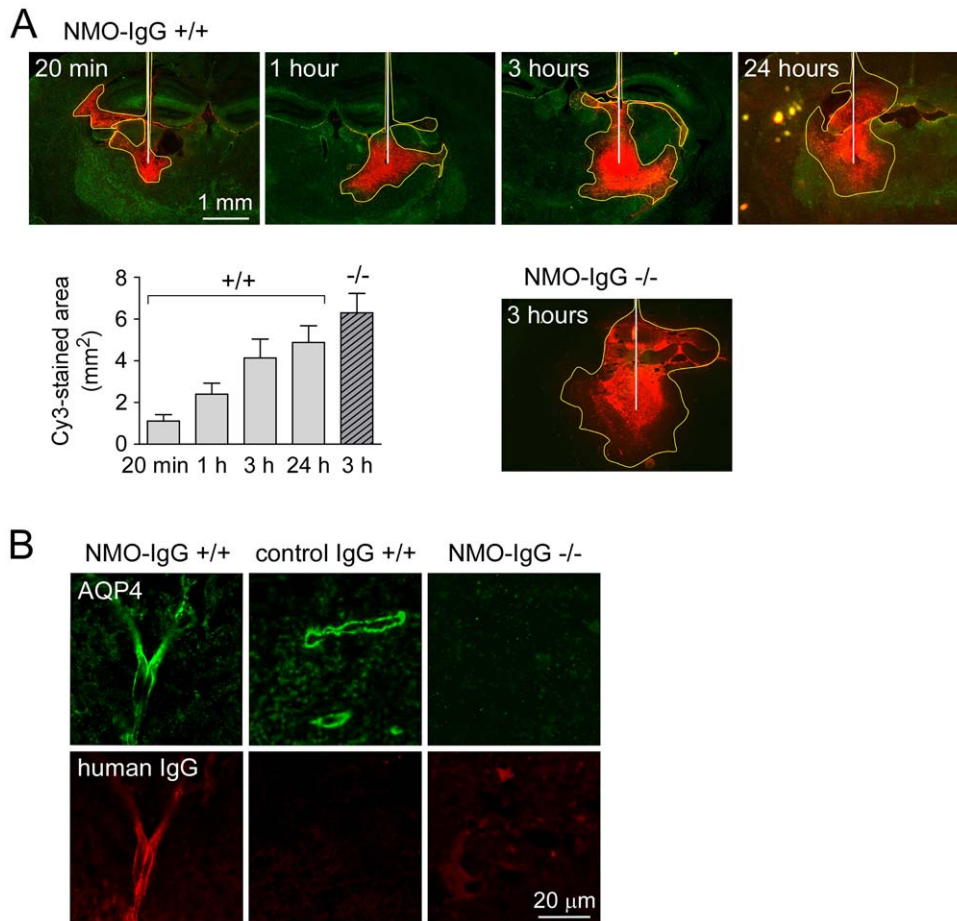 A
NMO-IgG +/+
20 min
1 hour
3 hours
24 hours
1 mm
Cy3-stained area
(mm²)
8
6
4
2
0
+/+
-/-
20 min 1 h 3 h 24 h 3 h
NMO-IgG -/-
3 hours
B
NMO-IgG +/+ control IgG +/+ NMO-IgG -/-
AQP4
human IgG
20 μm